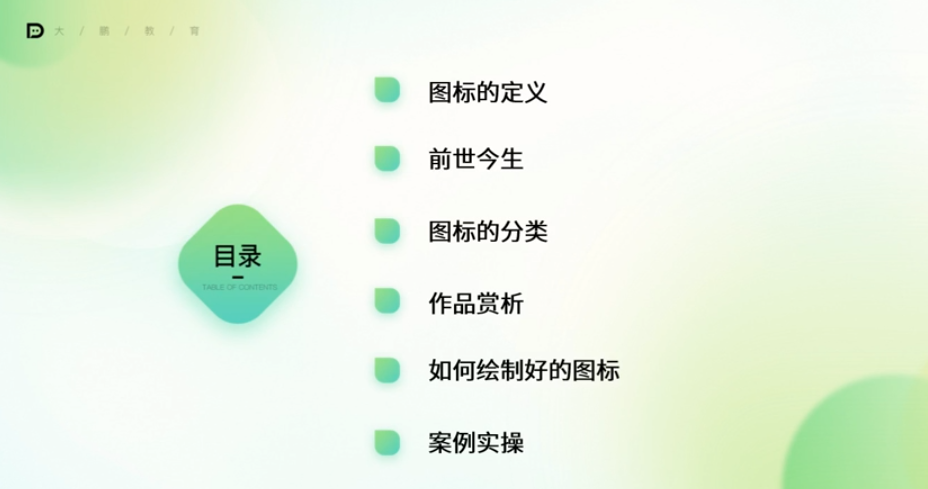 大 / 鹏 / 教 / 育
图标的定义
前世今生
图标的分类
目录
TABLE OF CONTENTS
作品赏析
如何绘制好的图标
案例实操